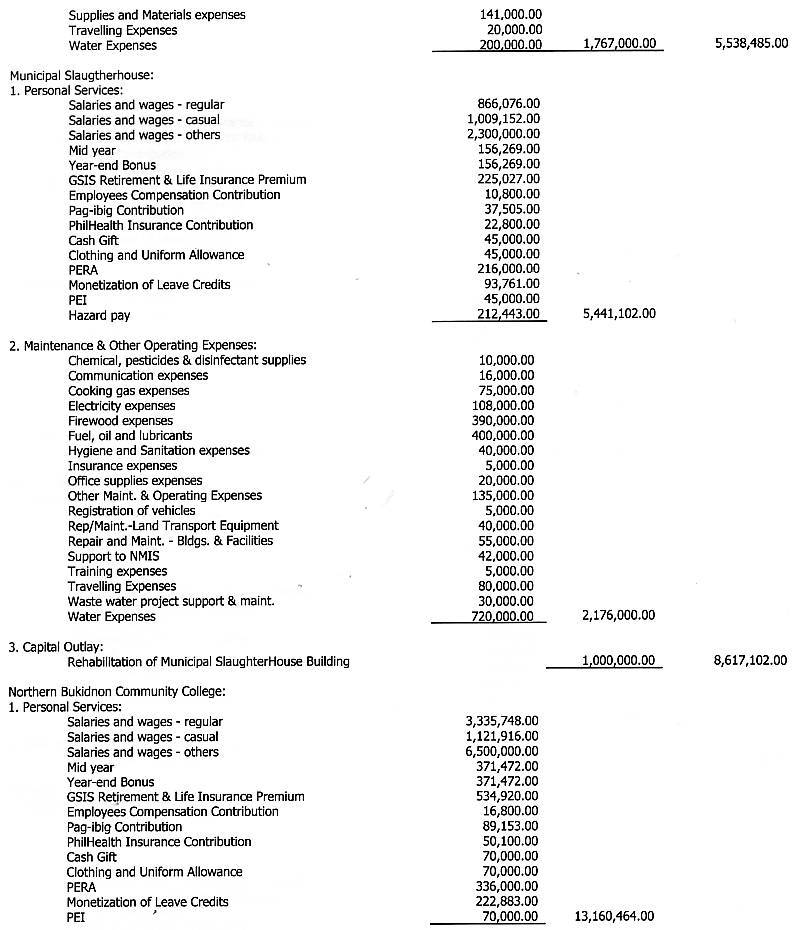 Supplies and Materials expenses 141,000.00
Travelling Expenses 20,000.00
Water Expenses 200,000.00 1,767,000.00 5,538,485.00
Municipal Slaugtherhouse:
1. Personal Services:
Salaries and wages - regular 866,076.00
Salaries and wages - casual 1,009,152.00
Salaries and wages - others 2,300,000.00
Mid year 156,269.00
Year-end Bonus 156,269.00
GSIS Retirement & Life Insurance Premium 225,027.00
Employees Compensation Contribution 10,800.00
Pag-ibig Contribution 37,505.00
PhilHealth Insurance Contribution 22,800.00
Cash Gift 45,000.00
Clothing and Uniform Allowance 45,000.00
PERA 216,000.00
Monetization of Leave Credits 93,761.00
PEI 45,000.00
Hazard pay 212,443.00 5,441,102.00
2. Maintenance & Other Operating Expenses:
Chemical, pesticides & disinfectant supplies 10,000.00
Communication expenses 16,000.00
Cooking gas expenses 75,000.00
Electricity expenses 108,000.00
Firewood expenses 390,000.00
Fuel, oil and lubricants 400,000.00
Hygiene and Sanitation expenses 40,000.00
Insurance expenses 5,000.00
Office supplies expenses 20,000.00
Other Maint. & Operating Expenses 135,000.00
Registration of vehicles 5,000.00
Rep/Maint.-Land Transport Equipment 40,000.00
Repair and Maint. - Bldgs. & Facilities 55,000.00
Support to NMIS 42,000.00
Training expenses 5,000.00
Travelling Expenses 80,000.00
Waste water project support & maint. 30,000.00
Water Expenses 720,000.00 2,176,000.00
3. Capital Outlay:
Rehabilitation of Municipal SlaughterHouse Building 1,000,000.00 8,617,102.00
Northern Bukidnon Community College:
1. Personal Services:
Salaries and wages - regular 3,335,748.00
Salaries and wages - casual 1,121,916.00
Salaries and wages - others 6,500,000.00
Mid year 371,472.00
Year-end Bonus 371,472.00
GSIS Retirement & Life Insurance Premium 534,920.00
Employees Compensation Contribution 16,800.00
Pag-ibig Contribution 89,153.00
PhilHealth Insurance Contribution 50,100.00
Cash Gift 70,000.00
Clothing and Uniform Allowance 70,000.00
PERA 336,000.00
Monetization of Leave Credits 222,883.00
PEI 70,000.00 13,160,464.00